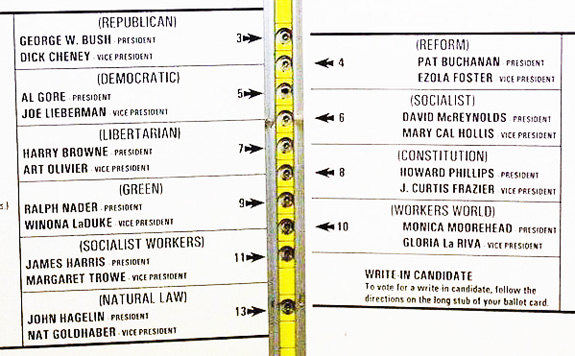 (REPUBLICAN)
GEORGE W. BUSH · PRESIDENT 3
DICK CHENEY · VICE PRESIDENT
(DEMOCRATIC)
AL GORE · PRESIDENT 5
JOE LIEBERMAN · VICE PRESIDENT
(LIBERTARIAN)
HARRY BROWNE · PRESIDENT 7
ART OLIVIER · VICE PRESIDENT
(GREEN)
RALPH NADER · PRESIDENT 9
WINONA LaDUKE · VICE PRESIDENT
(SOCIALIST WORKERS)
JAMES HARRIS · PRESIDENT 11
MARGARET TROWE · VICE PRESIDENT
(NATURAL LAW)
JOHN HAGELIN · PRESIDENT 13
NAT GOLDHABER · VICE PRESIDENT
(REFORM)
4 PAT BUCHANAN · PRESIDENT
EZOLA FOSTER · VICE PRESIDENT
(SOCIALIST)
6 DAVID McREYNOLDS · PRESIDENT
MARY CAL HOLLIS · VICE PRESIDENT
(CONSTITUTION)
8 HOWARD PHILLIPS · PRESIDENT
J. CURTIS FRAZIER · VICE PRESIDENT
(WORKERS WORLD)
10 MONICA MOOREHEAD · PRESIDENT
GLORIA La RIVA · VICE PRESIDENT
WRITE-IN CANDIDATE
To vote for a write-in candidate, follow the
directions on the long stub of your ballot card.